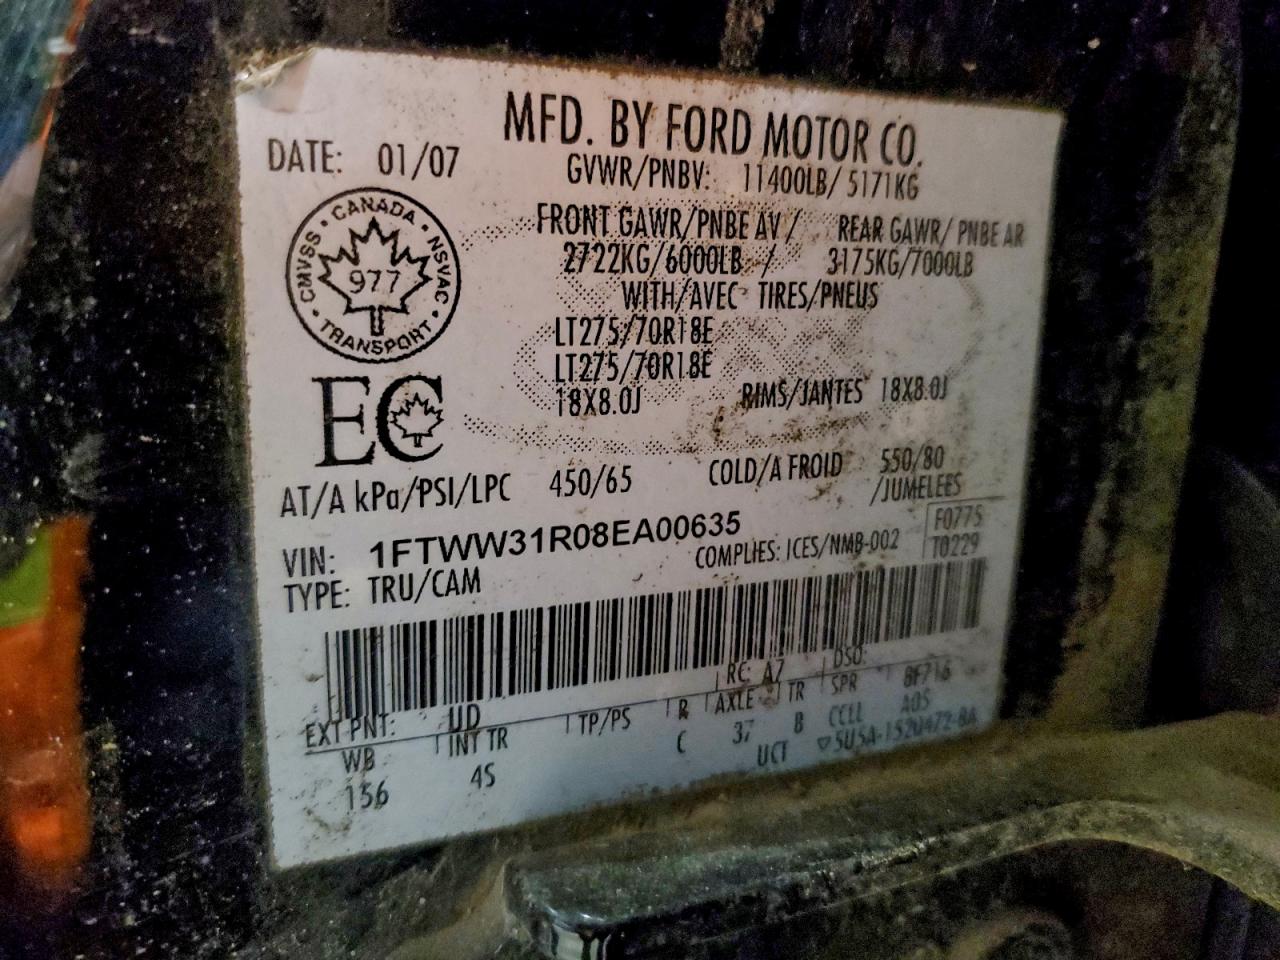 MFD. BY FORD MOTOR CO.
DATE: 01/07
GVWR/PNBV: 11400LB/ 5171KG
FRONT GAWR/PNBE AV / REAR GAWR/ PNBE AR
2722KG/6000LB / 3175KG/7000LB
WITH/AVEC TIRES/PNEUS
LT275/70R18E
LT275/70R18E
18X8.0J RIMS/JANTES 18X8.0J
CANADA · NSVAC · TRANSPORT · CMVSS ·
977
EC
AT/A kPa/PSI/LPC 450/65 COLD/A FROID 550/80
/JUMELEES
VIN: 1FTWW31R08EA00635
COMPLIES: ICES/NMB-002
F0775
T0229
TYPE: TRU/CAM
RC: A7 DSO:
EXT PNT: UD
WB INT TR TP/PS R AXLE TR SPR BF716
156 4S C 37 B CCLL A0S
UCT ▽5U5A-1520472-BA